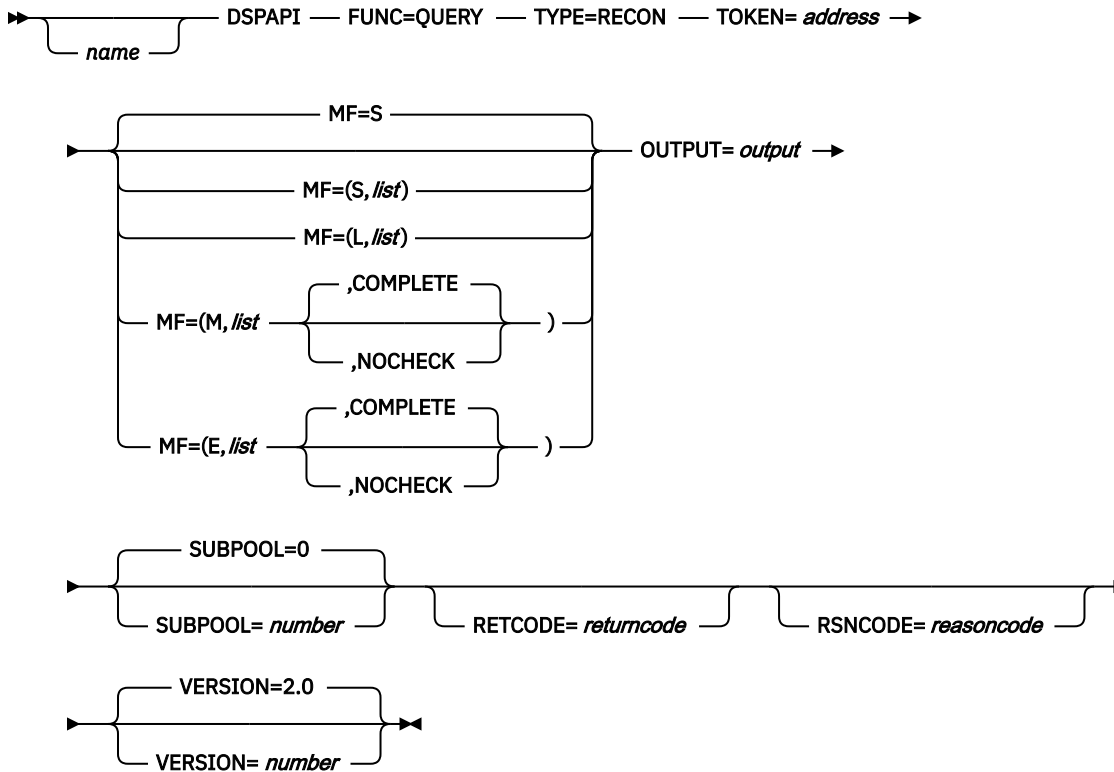 DSPAPI FUNC=QUERY TYPE=RECON TOKEN= address
name
MF=S
OUTPUT= output
MF=(S,list)
MF=(L,list)
,COMPLETE
MF=(M,list )
,NOCHECK
,COMPLETE
MF=(E,list )
,NOCHECK
SUBPOOL=0
SUBPOOL= number RETCODE= returncode RSNCODE= reasoncode
VERSION=2.0
VERSION= number